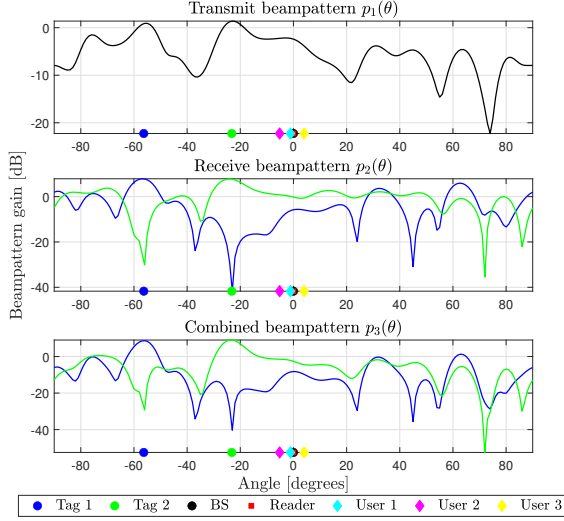 Transmit beampattern p₁(θ)
0
-10
-20
-80 -60 -40 -20 0 20 40 60 80
Receive beampattern p₂(θ)
0
-20
-40
-80 -60 -40 -20 0 20 40 60 80
Beampattern gain [dB]
Combined beampattern p₃(θ)
0
-20
-40
-80 -60 -40 -20 0 20 40 60 80
Angle [degrees]
Tag 1 Tag 2 BS Reader User 1 User 2 User 3